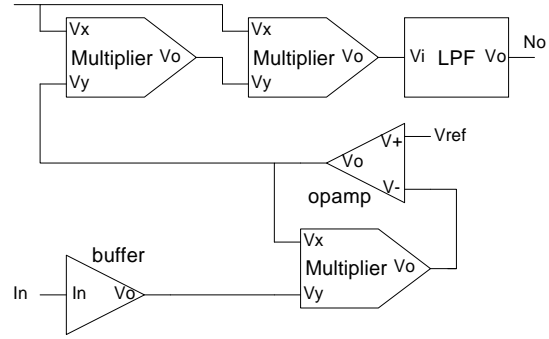 No
Vx
Vx
Multiplier Vo
Multiplier Vo
Vi LPF Vo
Vy
Vy
V+
Vref
Vo
V-
opamp
buffer
Vx
Multiplier Vo
In
In
Vo
Vy